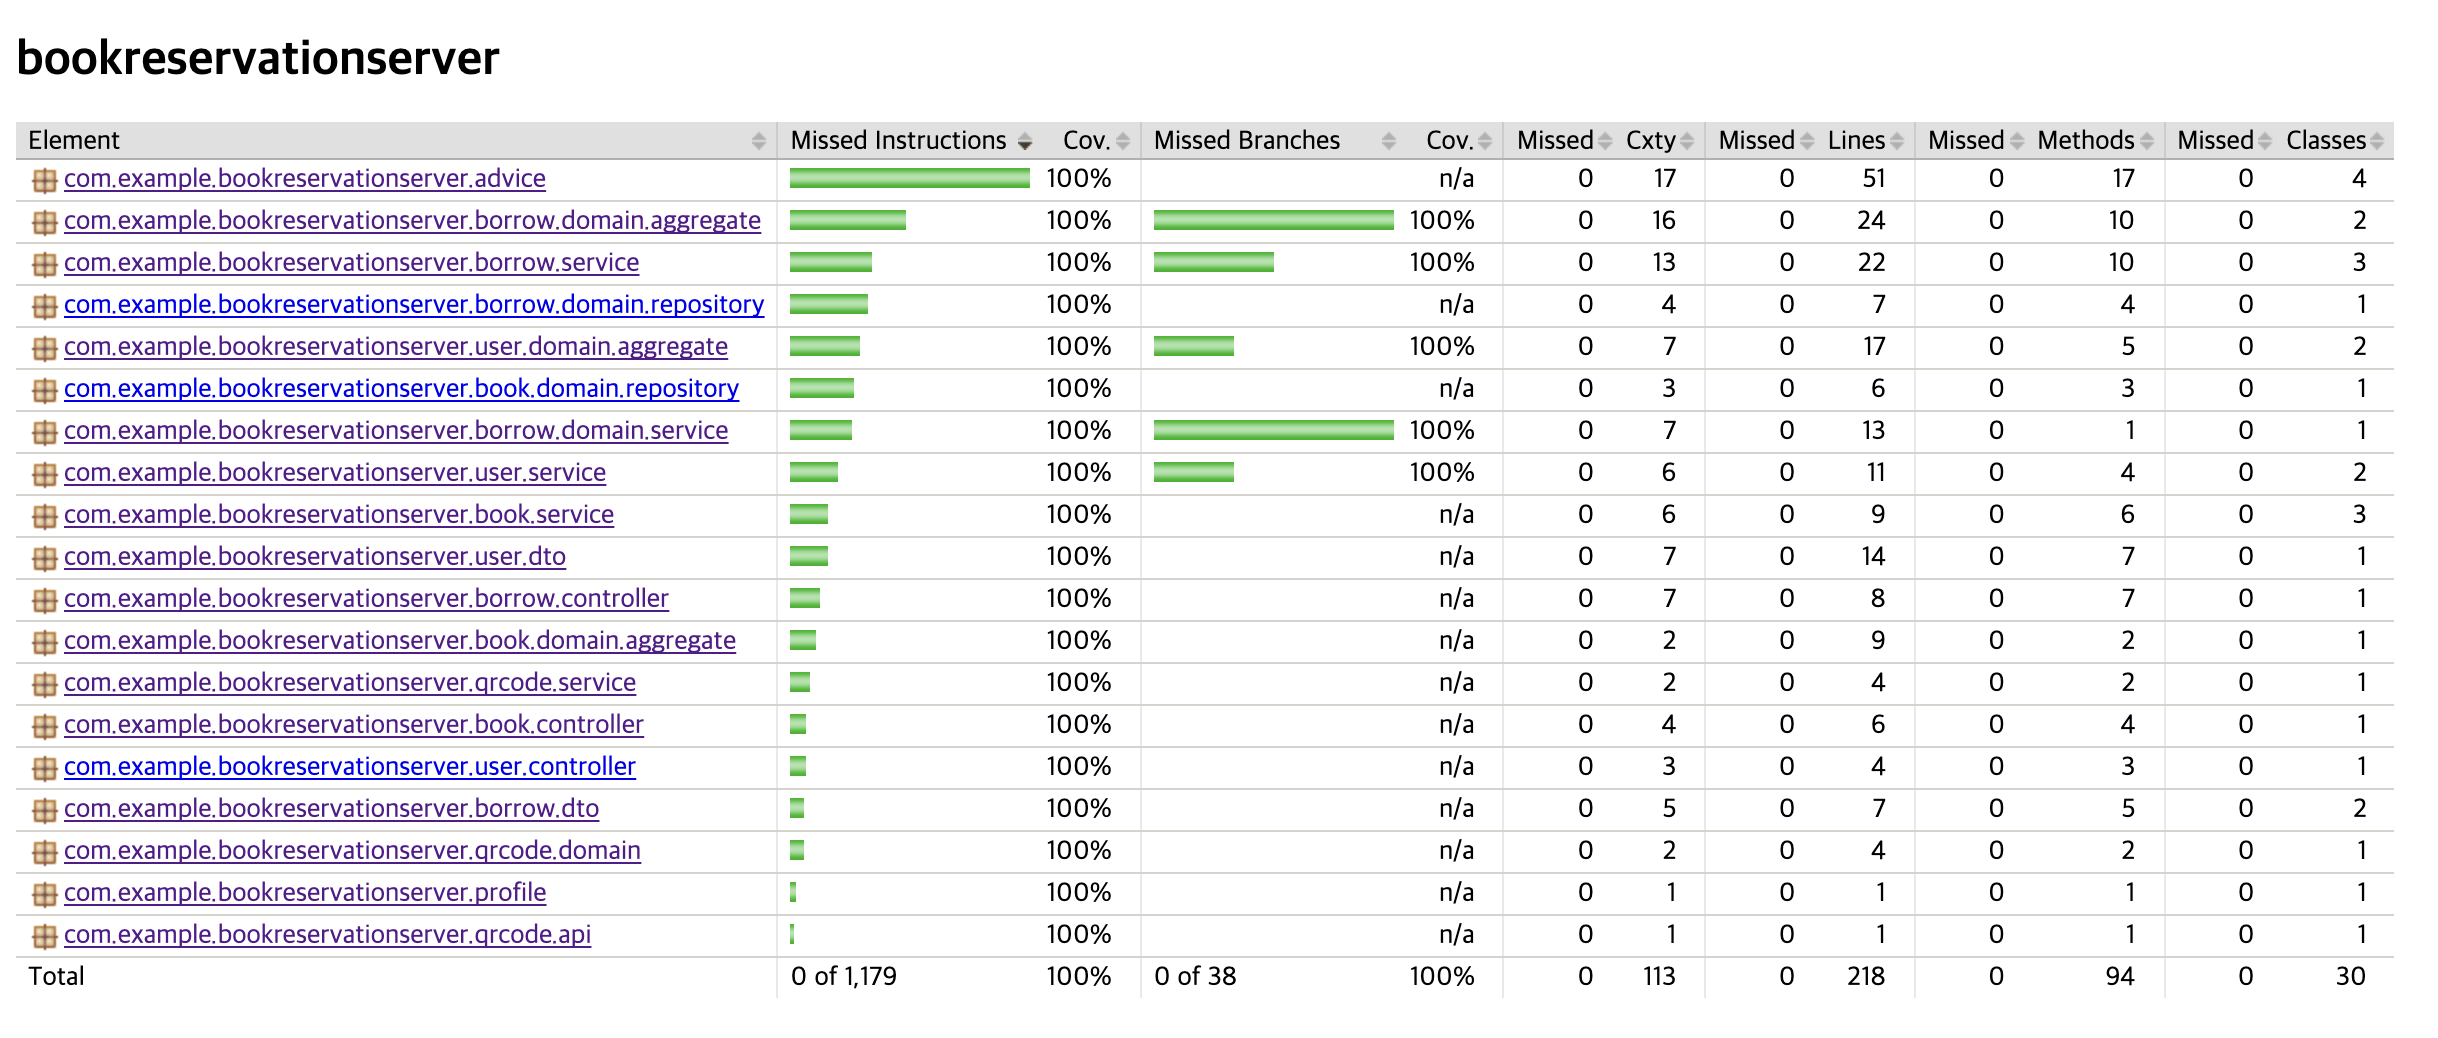 bookreservationserver
Element Missed Instructions Cov. Missed Branches Cov. Missed Cxty Missed Lines Missed Methods Missed Classes
com.example.bookreservationserver.advice 100% n/a 0 17 0 51 0 17 0 4
com.example.bookreservationserver.borrow.domain.aggregate 100% 100% 0 16 0 24 0 10 0 2
com.example.bookreservationserver.borrow.service 100% 100% 0 13 0 22 0 10 0 3
com.example.bookreservationserver.borrow.domain.repository 100% n/a 0 4 0 7 0 4 0 1
com.example.bookreservationserver.user.domain.aggregate 100% 100% 0 7 0 17 0 5 0 2
com.example.bookreservationserver.book.domain.repository 100% n/a 0 3 0 6 0 3 0 1
com.example.bookreservationserver.borrow.domain.service 100% 100% 0 7 0 13 0 1 0 1
com.example.bookreservationserver.user.service 100% 100% 0 6 0 11 0 4 0 2
com.example.bookreservationserver.book.service 100% n/a 0 6 0 9 0 6 0 3
com.example.bookreservationserver.user.dto 100% n/a 0 7 0 14 0 7 0 1
com.example.bookreservationserver.borrow.controller 100% n/a 0 7 0 8 0 7 0 1
com.example.bookreservationserver.book.domain.aggregate 100% n/a 0 2 0 9 0 2 0 1
com.example.bookreservationserver.qrcode.service 100% n/a 0 2 0 4 0 2 0 1
com.example.bookreservationserver.book.controller 100% n/a 0 4 0 6 0 4 0 1
com.example.bookreservationserver.user.controller 100% n/a 0 3 0 4 0 3 0 1
com.example.bookreservationserver.borrow.dto 100% n/a 0 5 0 7 0 5 0 2
com.example.bookreservationserver.qrcode.domain 100% n/a 0 2 0 4 0 2 0 1
com.example.bookreservationserver.profile 100% n/a 0 1 0 1 0 1 0 1
com.example.bookreservationserver.qrcode.api 100% n/a 0 1 0 1 0 1 0 1
Total 0 of 1,179 100% 0 of 38 100% 0 113 0 218 0 94 0 30